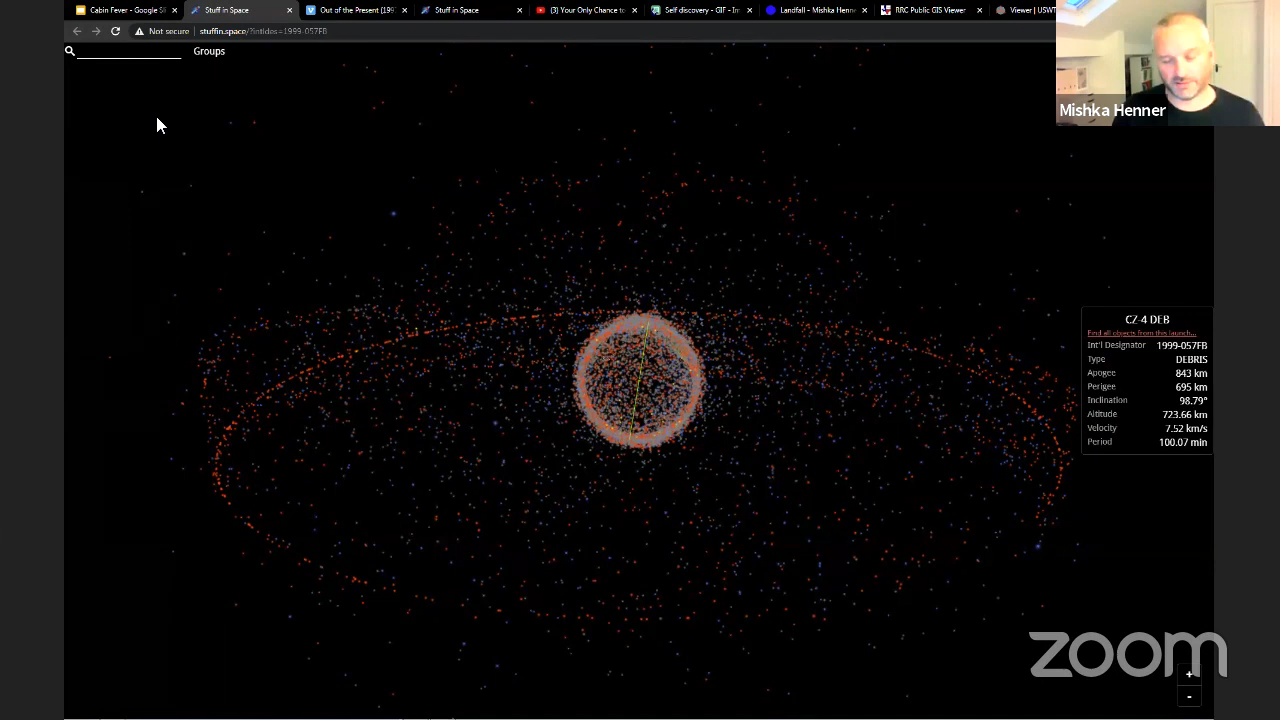 Cabin Fever - Google Sli
Stuff in Space
Out of the Present (199
Stuff in Space
(3) Your Only Chance to
Self discovery - GIF - Im
Landfall - Mishka Henne
RRC Public GIS Viewer
Viewer | USWT
Not secure
stuffin.space/?intldes=1999-057FB
Groups
Mishka Henner
CZ-4 DEB
Find all objects from this launch...
Int'l Designator 1999-057FB
Type DEBRIS
Apogee 843 km
Perigee 695 km
Inclination 98.79°
Altitude 723.66 km
Velocity 7.52 km/s
Period 100.07 min
zoom
+
-